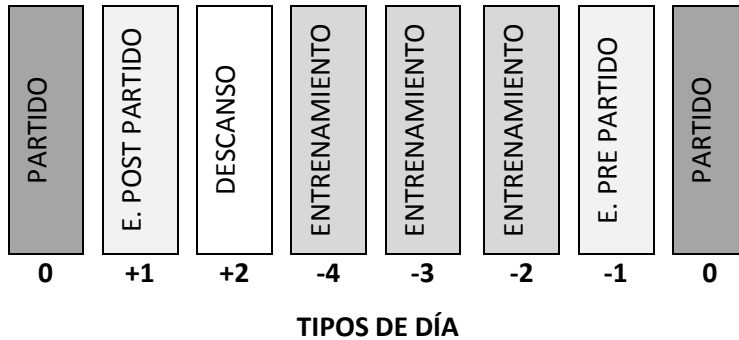 PARTIDO
E. POST PARTIDO
DESCANSO
ENTRENAMIENTO
ENTRENAMIENTO
ENTRENAMIENTO
E. PRE PARTIDO
PARTIDO
0 +1 +2 -4 -3 -2 -1 0
TIPOS DE DÍA